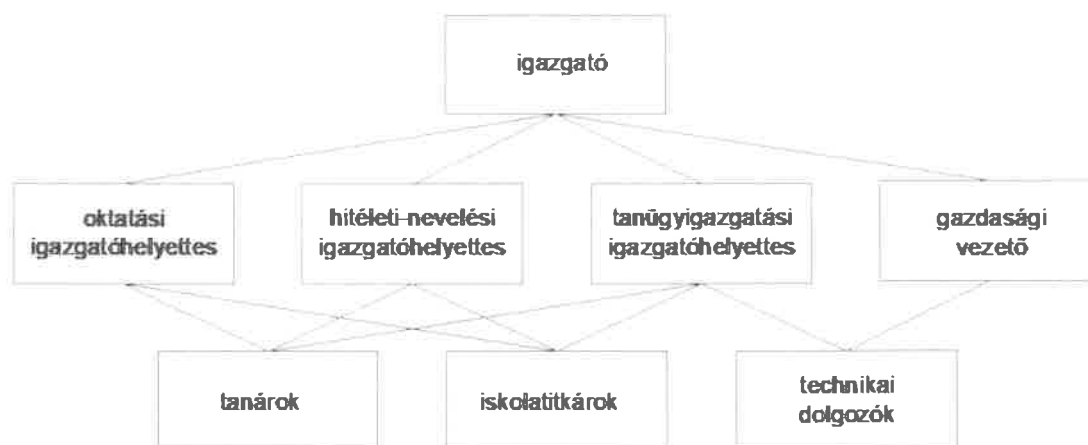 igazgató
oktatási
igazgatóhelyettes
hitéleti-nevelési
igazgatóhelyettes
tanügyigazgatási
igazgatóhelyettes
gazdasági
vezető
tanárok
iskolatitkárok
technikai
dolgozók